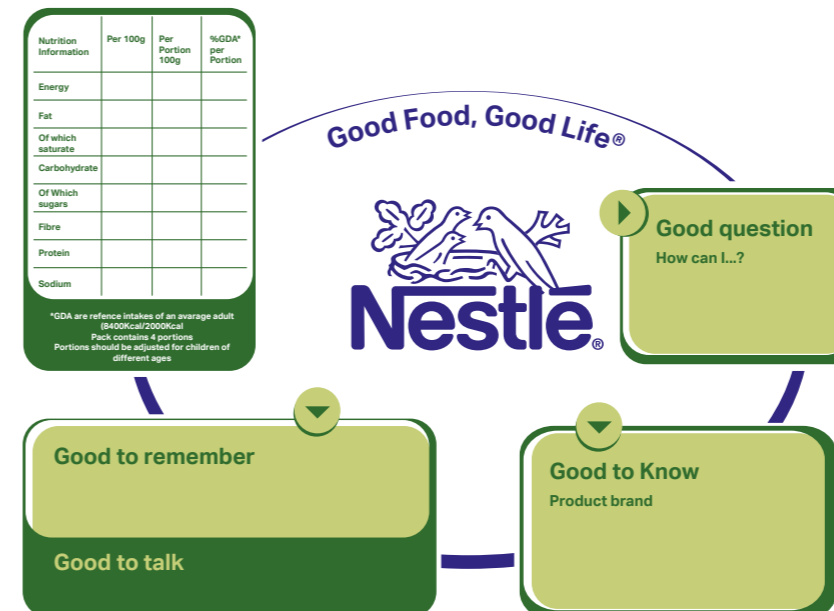 Nutrition
Information
Per 100g
Per
Portion
100g
%GDA*
per
Portion
Energy
Fat
Of which
saturate
Carbohydrate
Of Which
sugars
Fibre
Protein
Sodium
*GDA are refence intakes of an avarage adult
(8400Kcal/2000Kcal
Pack contains 4 portions
Portions should be adjusted for children of
different ages
Good Food, Good Life®
Nestlé®
Good question
How can I...?
Good to remember
Good to talk
Good to Know
Product brand